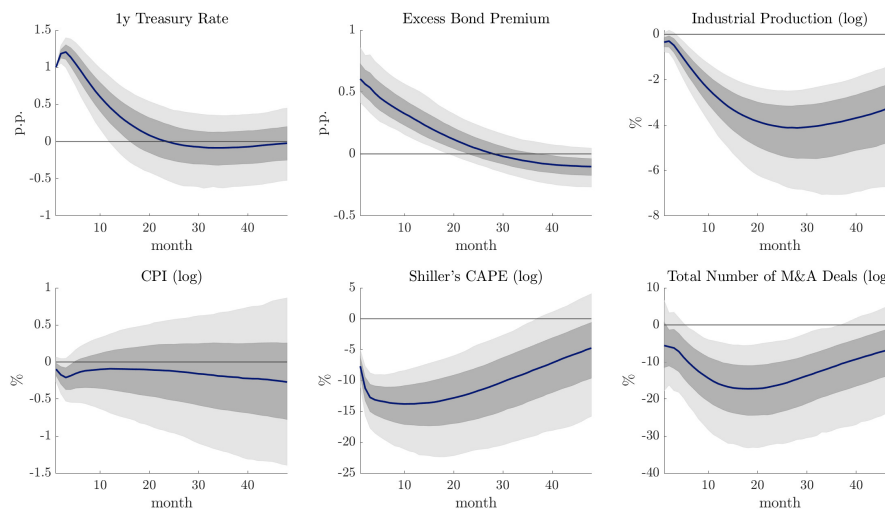 1y Treasury Rate
1.5
1
0.5
0
-0.5
-1
p.p.
10 20 30 40
month
Excess Bond Premium
1
0.5
0
-0.5
p.p.
10 20 30 40
month
Industrial Production (log)
0
-2
-4
-6
-8
%
10 20 30 40
month
CPI (log)
1
0.5
0
-0.5
-1
-1.5
%
10 20 30 40
month
Shiller's CAPE (log)
5
0
-5
-10
-15
-20
-25
%
10 20 30 40
month
Total Number of M&A Deals (log
10
0
-10
-20
-30
-40
%
10 20 30 40
month